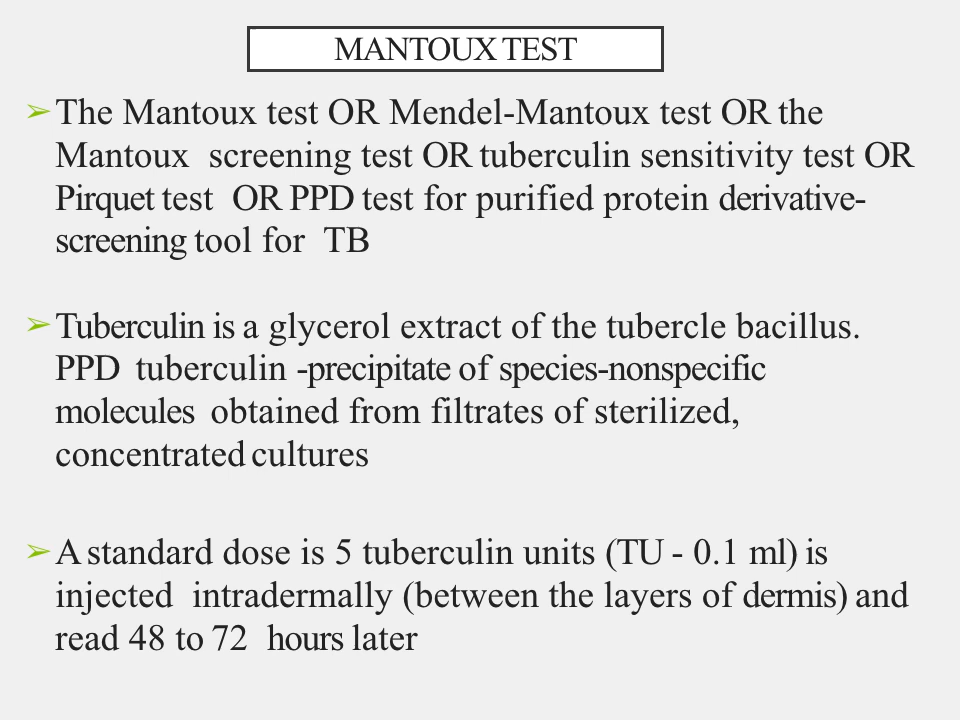 MANTOUX TEST
➢ The Mantoux test OR Mendel-Mantoux test OR the
Mantoux screening test OR tuberculin sensitivity test OR
Pirquet test OR PPD test for purified protein derivative-
screening tool for TB
➢ Tuberculin is a glycerol extract of the tubercle bacillus.
PPD tuberculin -precipitate of species-nonspecific
molecules obtained from filtrates of sterilized,
concentrated cultures
➢ A standard dose is 5 tuberculin units (TU - 0.1 ml) is
injected intradermally (between the layers of dermis) and
read 48 to 72 hours later